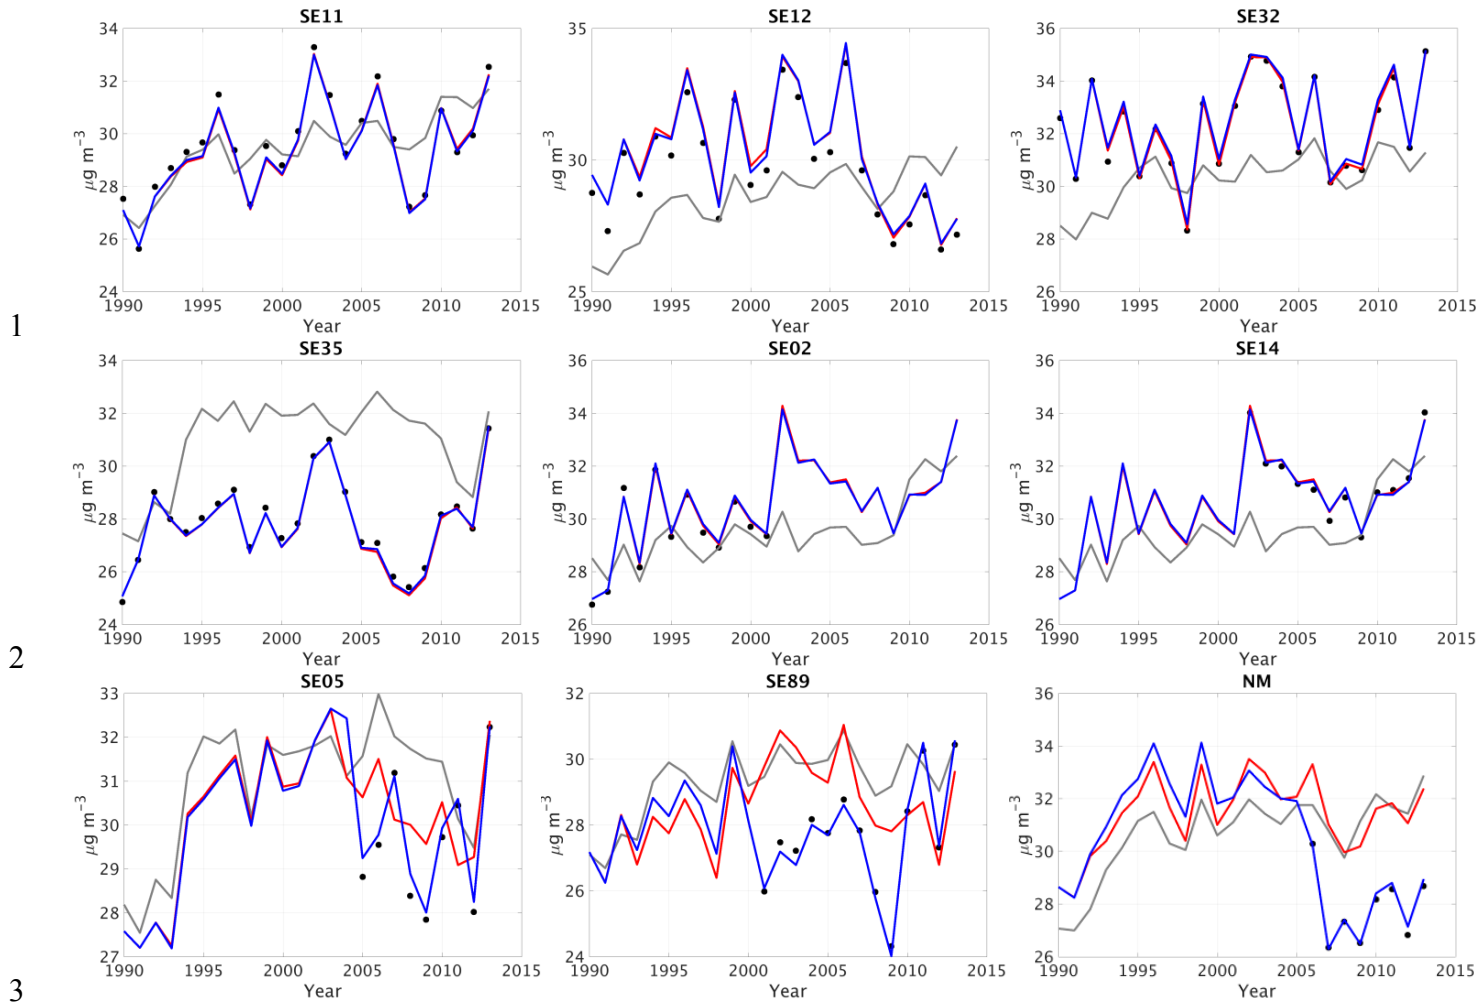 SE11 SE12 SE32
34 35 36
32 34
μg m⁻³ 30 μg m⁻³ 30 μg m⁻³ 32
28 30
26 28
24 25 26
1990 1995 2000 2005 2010 2015 1990 1995 2000 2005 2010 2015 1990 1995 2000 2005 2010 2015
1 Year Year Year
SE35 SE02 SE14
34 36 36
32 34 34
μg m⁻³ 30 μg m⁻³ 32 μg m⁻³ 32
28 30 30
26 28 28
24 26 26
1990 1995 2000 2005 2010 2015 1990 1995 2000 2005 2010 2015 1990 1995 2000 2005 2010 2015
2 Year Year Year
SE05 SE89 NM
33 32 36
32
31 30 34
μg m⁻³ 30 μg m⁻³ 28 μg m⁻³ 32
29 26 30
28 28
27 24 26
1990 1995 2000 2005 2010 2015 1990 1995 2000 2005 2010 2015 1990 1995 2000 2005 2010 2015
3 Year Year Year